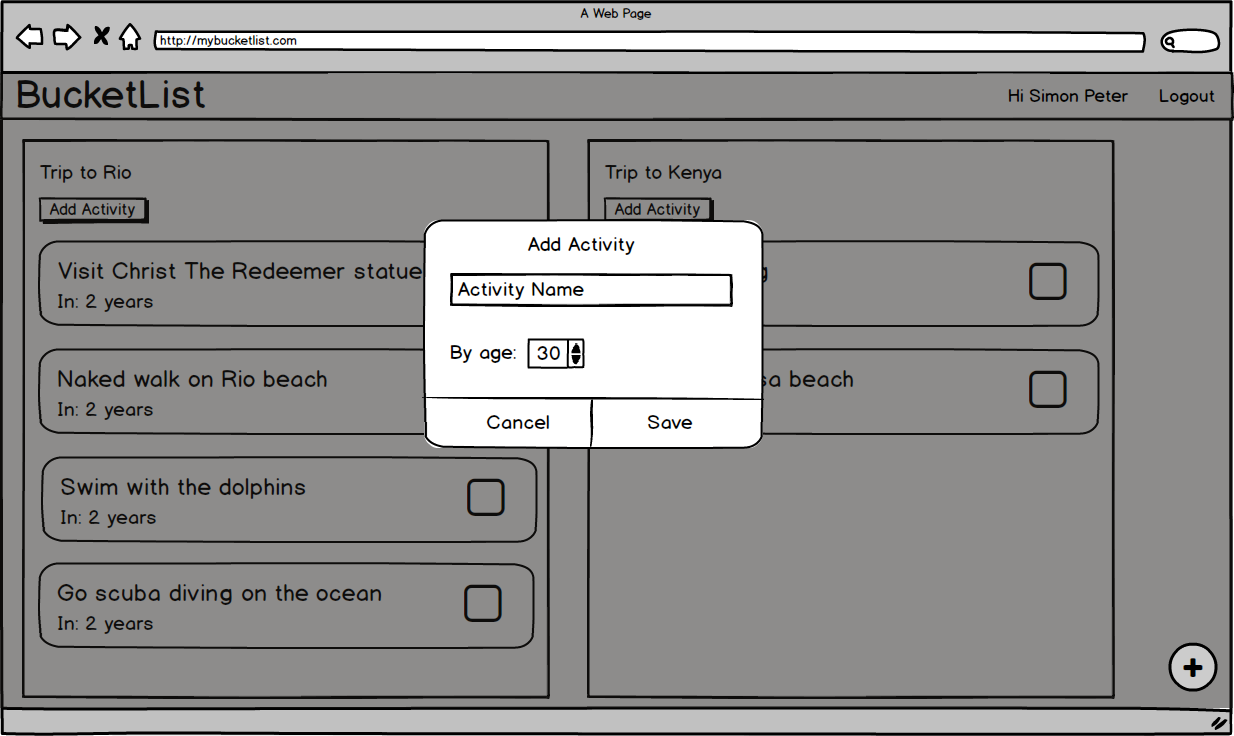 A Web Page
http://mybucketlist.com
BucketList
Hi Simon Peter
Logout
Trip to Rio
Add Activity
Visit Christ The Redeemer statue
In: 2 years
Naked walk on Rio beach
In: 2 years
Swim with the dolphins
In: 2 years
Go scuba diving on the ocean
In: 2 years
Trip to Kenya
Add Activity
beach
Add Activity
Activity Name
By age: 30
Cancel Save